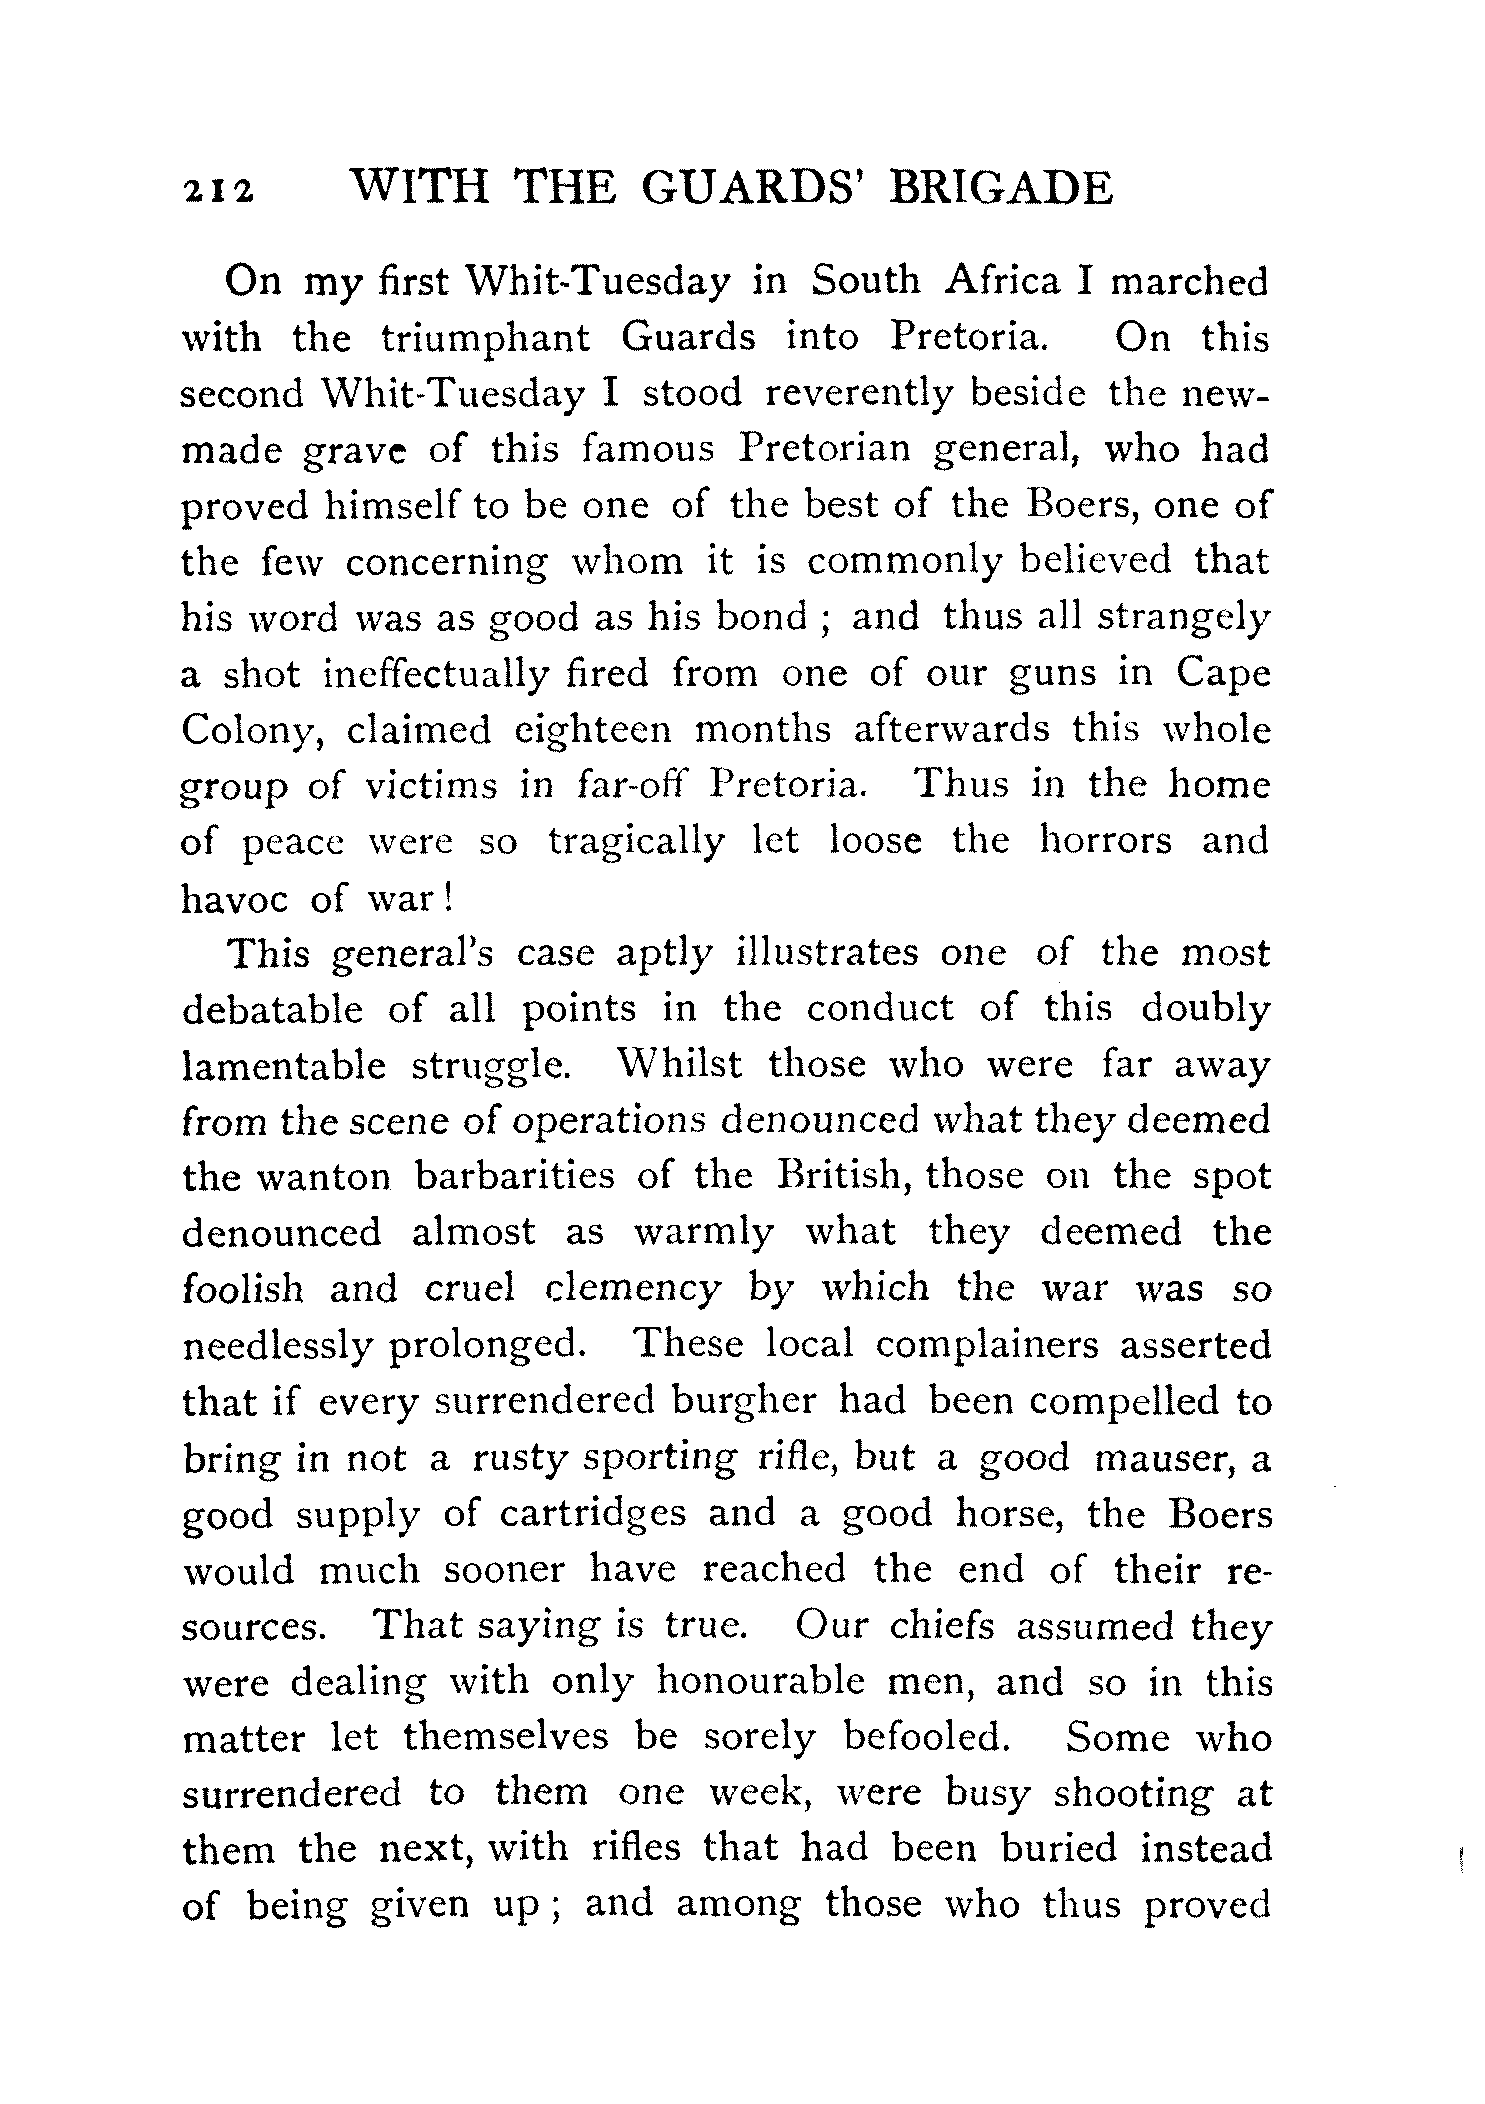 212 WITH THE GUARDS' BRIGADE
On my first Whit-Tuesday in South Africa I marched
with the triumphant Guards into Pretoria. On this
second Whit-Tuesday I stood reverently beside the new-
made grave of this famous Pretorian general, who had
proved himself to be one of the best of the Boers, one of
the few concerning whom it is commonly believed that
his word was as good as his bond ; and thus all strangely
a shot ineffectually fired from one of our guns in Cape
Colony, claimed eighteen months afterwards this whole
group of victims in far-off Pretoria. Thus in the home
of peace were so tragically let loose the horrors and
havoc of war !
This general's case aptly illustrates one of the most
debatable of all points in the conduct of this doubly
lamentable struggle. Whilst those who were far away
from the scene of operations denounced what they deemed
the wanton barbarities of the British, those on the spot
denounced almost as warmly what they deemed the
foolish and cruel clemency by which the war was so
needlessly prolonged. These local complainers asserted
that if every surrendered burgher had been compelled to
bring in not a rusty sporting rifle, but a good mauser, a
good supply of cartridges and a good horse, the Boers
would much sooner have reached the end of their re-
sources. That saying is true. Our chiefs assumed they
were dealing with only honourable men, and so in this
matter let themselves be sorely befooled. Some who
surrendered to them one week, were busy shooting at
them the next, with rifles that had been buried instead
of being given up ; and among those who thus proved